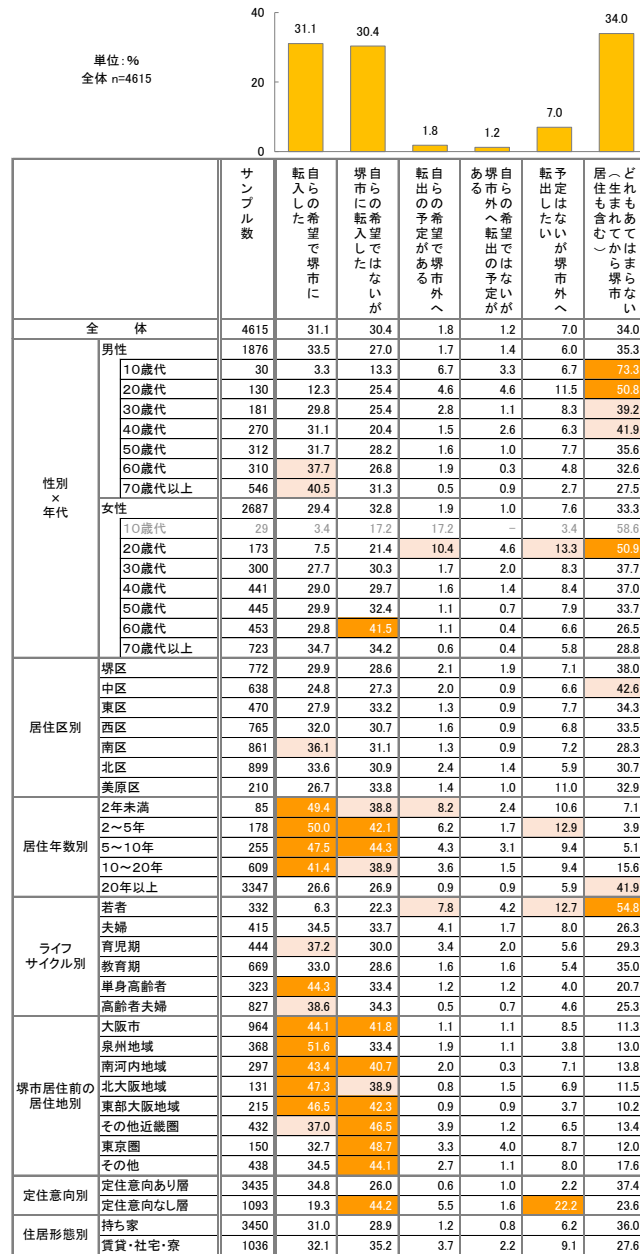 40
20
0
単位:%
全体 n=4615
31.1 30.4 1.8 1.2 7.0 34.0
サンプル数
自らの希望で堺市に
転入した
自らの希望ではないが
堺市に転入した
自らの希望で堺市外へ
転出の予定がある
自らの希望ではないが
堺市外へ転出の予定が
ある
予定はないが堺市外へ
転出したい
どれもあてはまらない
(生まれてから堺市
居住も含む)
全 体 4615 31.1 30.4 1.8 1.2 7.0 34.0
性別
×
年代
男性 1876 33.5 27.0 1.7 1.4 6.0 35.3
10歳代 30 3.3 13.3 6.7 3.3 6.7 73.3
20歳代 130 12.3 25.4 4.6 4.6 11.5 50.8
30歳代 181 29.8 25.4 2.8 1.1 8.3 39.2
40歳代 270 31.1 20.4 1.5 2.6 6.3 41.9
50歳代 312 31.7 28.2 1.6 1.0 7.7 35.6
60歳代 310 37.7 26.8 1.9 0.3 4.8 32.6
70歳代以上 546 40.5 31.3 0.5 0.9 2.7 27.5
女性 2687 29.4 32.8 1.9 1.0 7.6 33.3
10歳代 29 3.4 17.2 17.2 － 3.4 58.6
20歳代 173 7.5 21.4 10.4 4.6 13.3 50.9
30歳代 300 27.7 30.3 1.7 2.0 8.3 37.7
40歳代 441 29.0 29.7 1.6 1.4 8.4 37.0
50歳代 445 29.9 32.4 1.1 0.7 7.9 33.7
60歳代 453 29.8 41.5 1.1 0.4 6.6 26.5
70歳代以上 723 34.7 34.2 0.6 0.4 5.8 28.8
居住区別
堺区 772 29.9 28.6 2.1 1.9 7.1 38.0
中区 638 24.8 27.3 2.0 0.9 6.6 42.6
東区 470 27.9 33.2 1.3 0.9 7.7 34.3
西区 765 32.0 30.7 1.6 0.9 6.8 33.5
南区 861 36.1 31.1 1.3 0.9 7.2 28.3
北区 899 33.6 30.9 2.4 1.4 5.9 30.7
美原区 210 26.7 33.8 1.4 1.0 11.0 32.9
居住年数別
2年未満 85 49.4 38.8 8.2 2.4 10.6 7.1
2～5年 178 50.0 42.1 6.2 1.7 12.9 3.9
5～10年 255 47.5 44.3 4.3 3.1 9.4 5.1
10～20年 609 41.4 38.9 3.6 1.5 9.4 15.6
20年以上 3347 26.6 26.9 0.9 0.9 5.9 41.9
ライフ
サイクル別
若者 332 6.3 22.3 7.8 4.2 12.7 54.8
夫婦 415 34.5 33.7 4.1 1.7 8.0 26.3
育児期 444 37.2 30.0 3.4 2.0 5.6 29.3
教育期 669 33.0 28.6 1.6 1.6 5.4 35.0
単身高齢者 323 44.3 33.4 1.2 1.2 4.0 20.7
高齢者夫婦 827 38.6 34.3 0.5 0.7 4.6 25.3
堺市居住前の
居住地別
大阪市 964 44.1 41.8 1.1 1.1 8.5 11.3
泉州地域 368 51.6 33.4 1.9 1.1 3.8 13.0
南河内地域 297 43.4 40.7 2.0 0.3 7.1 13.8
北大阪地域 131 47.3 38.9 0.8 1.5 6.9 11.5
東部大阪地域 215 46.5 42.3 0.9 0.9 3.7 10.2
その他近畿圏 432 37.0 46.5 3.9 1.2 6.5 13.4
東京圏 150 32.7 48.7 3.3 4.0 8.7 12.0
その他 438 34.5 44.1 2.7 1.1 8.0 17.6
定住意向別
定住意向あり層 3435 34.8 26.0 0.6 1.0 2.2 37.4
定住意向なし層 1093 19.3 44.2 5.5 1.6 22.2 23.6
住居形態別
持ち家 3450 31.0 28.9 1.2 0.8 6.2 36.0
賃貸・社宅・寮 1036 32.1 35.2 3.7 2.2 9.1 27.6